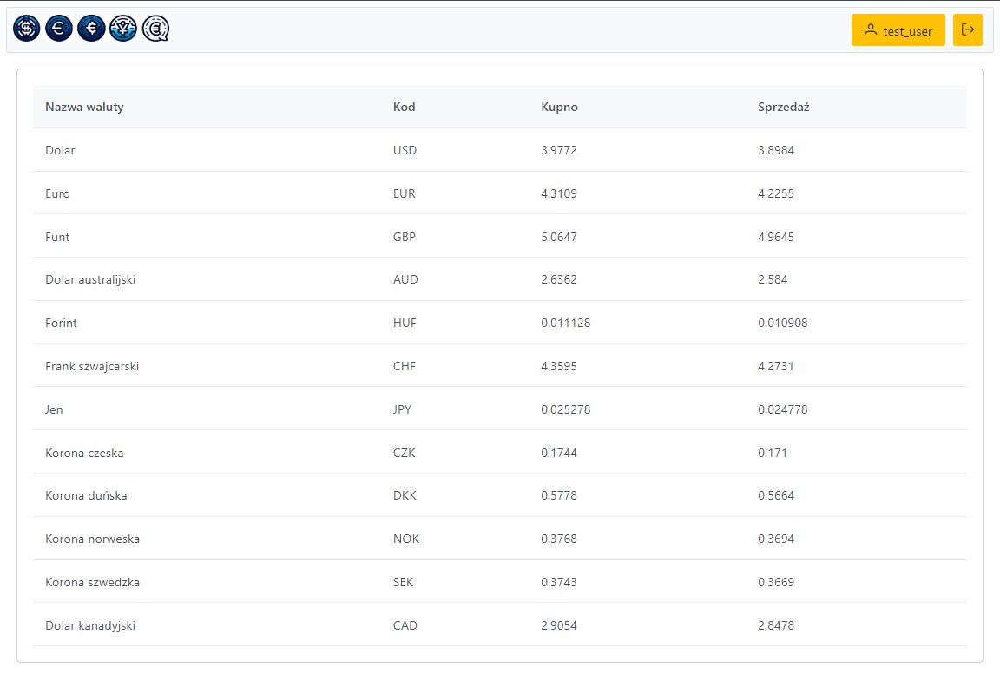 test_user
Nazwa waluty Kod Kupno Sprzedaż
Dolar USD 3.9772 3.8984
Euro EUR 4.3109 4.2255
Funt GBP 5.0647 4.9645
Dolar australijski AUD 2.6362 2.584
Forint HUF 0.011128 0.010908
Frank szwajcarski CHF 4.3595 4.2731
Jen JPY 0.025278 0.024778
Korona czeska CZK 0.1744 0.171
Korona duńska DKK 0.5778 0.5664
Korona norweska NOK 0.3768 0.3694
Korona szwedzka SEK 0.3743 0.3669
Dolar kanadyjski CAD 2.9054 2.8478